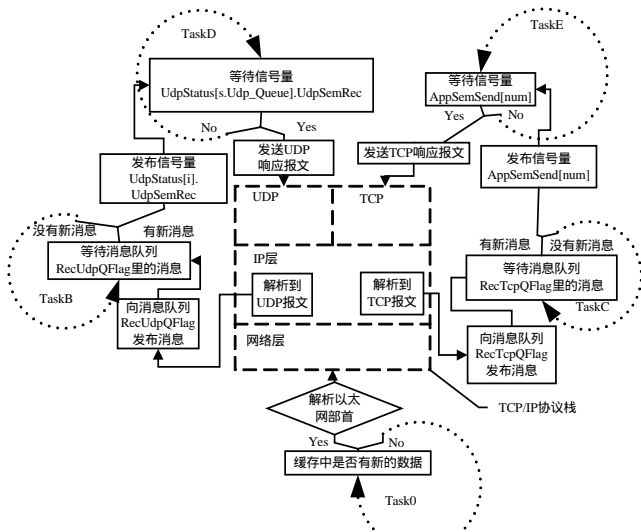 TaskD
TaskE
等待信号量
UdpStatus[s.Udp_Queue].UdpSemRec
等待信号量
AppSemSend[num]
No
Yes
Yes
No
发送UDP
响应报文
发送TCP响应报文
发布信号量
UdpStatus[i].
UdpSemRec
发布信号量
AppSemSend[num]
UDP
TCP
没有新消息
有新消息
有新消息
没有新消息
等待消息队列
RecUdpQFlag里的消息
IP层
等待消息队列
RecTcpQFlag里的消息
TaskB
解析到
UDP报文
解析到
TCP报文
TaskC
向消息队列
RecUdpQFlag
发布消息
网络层
向消息队列
RecTcpQFlag
发布消息
解析以太
网部首
TCP/IP协议栈
Yes
No
缓存中是否有新的数据
Task0